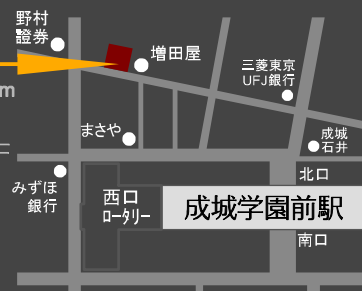 野村
證券
増田屋
三菱東京
UFJ銀行
m
まさや
成城
石井
みずほ
銀行
西口
ロータリー
北口
成城学園前駅
南口